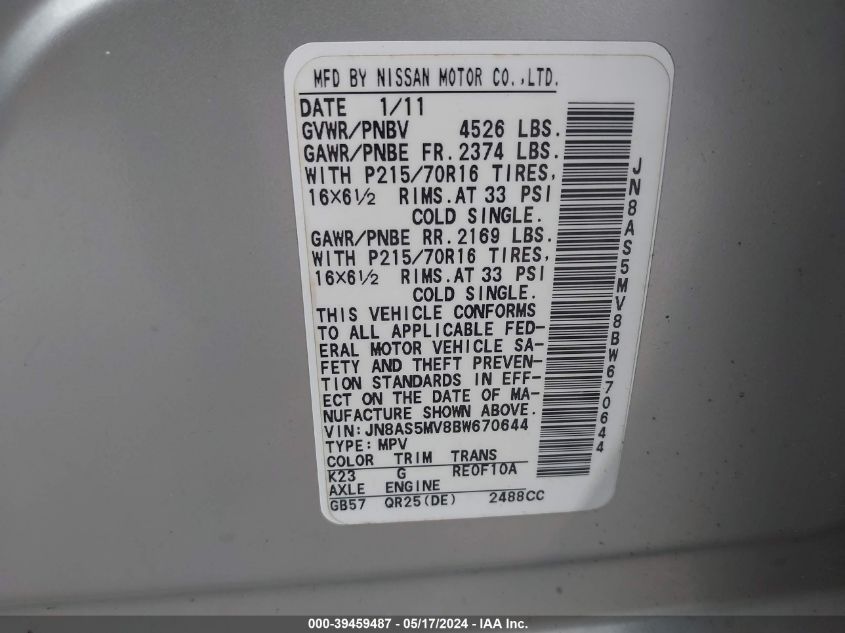 MFD BY NISSAN MOTOR CO.,LTD.
DATE 1/11
GVWR/PNBV 4526 LBS.
GAWR/PNBE FR. 2374 LBS.
WITH P215/70R16 TIRES,
16×6½ RIMS. AT 33 PSI
COLD SINGLE.
GAWR/PNBE RR. 2169 LBS.
WITH P215/70R16 TIRES,
16×6½ RIMS. AT 33 PSI
COLD SINGLE.
THIS VEHICLE CONFORMS
TO ALL APPLICABLE FED-
ERAL MOTOR VEHICLE SA-
FETY AND THEFT PREVEN-
TION STANDARDS IN EFF-
ECT ON THE DATE OF MA-
NUFACTURE SHOWN ABOVE.
VIN: JN8AS5MV8BW670644
TYPE: MPV
COLOR TRIM TRANS
K23 G RE0F10A
AXLE ENGINE
GB57 QR25(DE) 2488CC
JN8AS5MV8BW670644
000-39459487 - 05/17/2024 - IAA Inc.